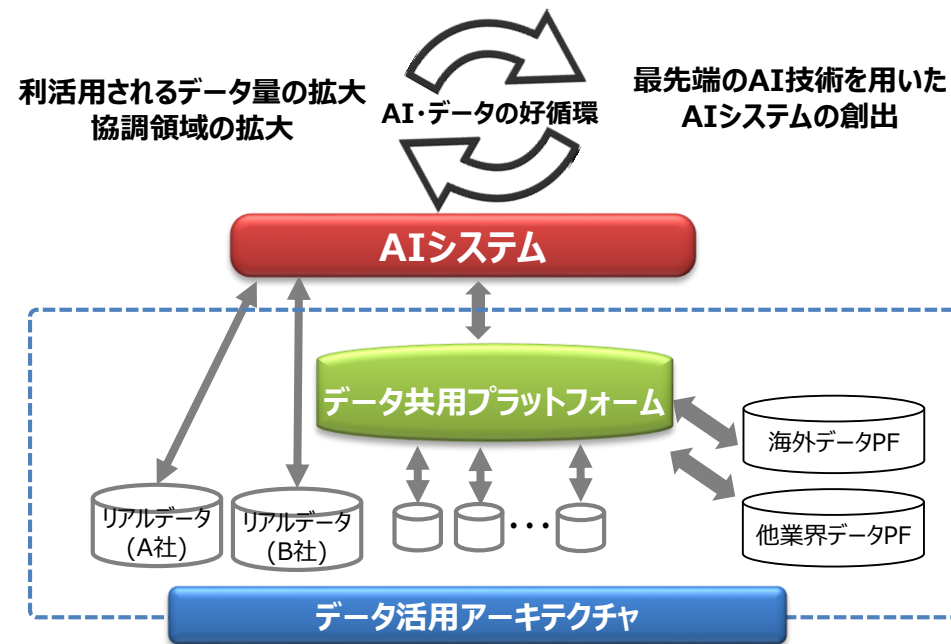 利活用されるデータ量の拡大
協調領域の拡大
AI・データの好循環
最先端のAI技術を用いた
AIシステムの創出
AIシステム
データ共用プラットフォーム
海外データPF
他業界データPF
リアルデータ
(A社)
リアルデータ
(B社)
・・・
データ活用アーキテクチャ